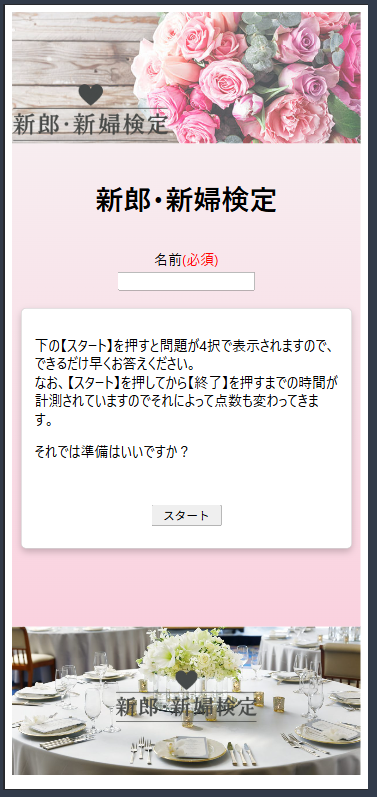 新郎・新婦検定
新郎・新婦検定
名前(必須)
下の【スタート】を押すと問題が4択で表示されますので、
できるだけ早くお答えください。
なお、【スタート】を押してから【終了】を押すまでの時間が
計測されていますのでそれによって点数も変わってきま
す。
それでは準備はいいですか？
スタート
新郎・新婦検定